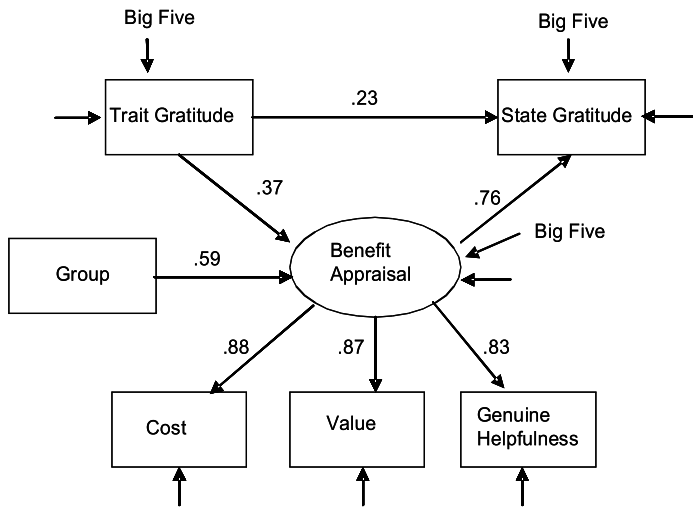 Big Five
Big Five
Trait Gratitude
.23
State Gratitude
.37
.76
Big Five
Group
.59
Benefit
Appraisal
.88
.87
.83
Cost
Value
Genuine
Helpfulness